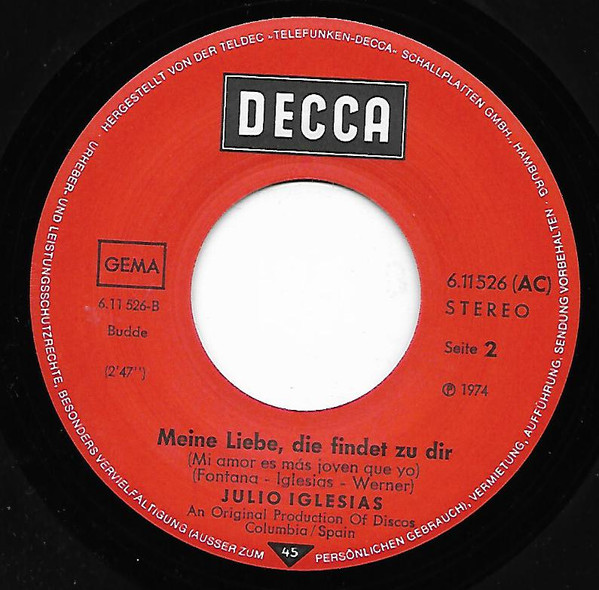 · HERGESTELLT VON DER TELDEC »TELEFUNKEN-DECCA« SCHALLPLATTEN GMBH., HAMBURG · URHEBER- UND LEISTUNGSSCHUTZRECHTE, BESONDERS VERVIELFÄLTIGUNG (AUSSER ZUM PERSÖNLICHEN GEBRAUCH), VERMIETUNG, AUFFÜHRUNG, SENDUNG VORBEHALTEN ·
DECCA
GEMA
6.11 526-B
Budde
(2'47'')
6.11526 (AC)
STEREO
Seite 2
Ⓟ 1974
Meine Liebe, die findet zu dir
(Mi amor es más joven que yo)
(Fontana - Iglesias - Werner)
JULIO IGLESIAS
An Original Production Of Discos
Columbia/Spain
45